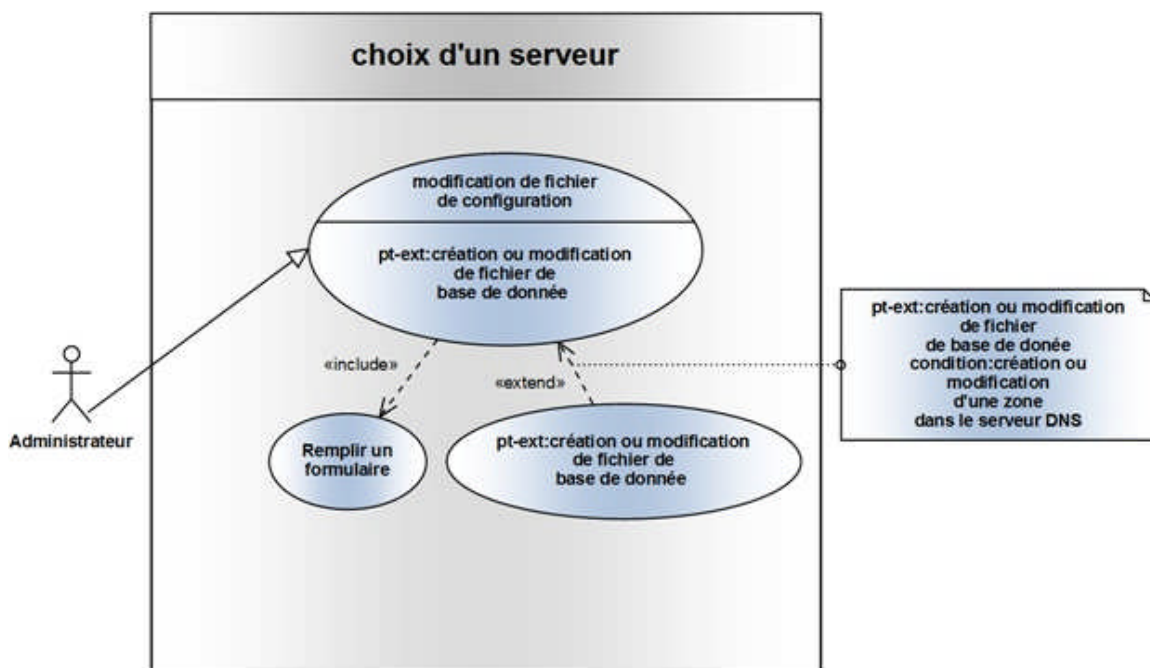 choix d'un serveur
modification de fichier
de configuration
pt-ext:création ou modification
de fichier de
base de donnée
pt-ext:création ou modification
de fichier
de base de donée
condition:création ou
modification
d'une zone
dans le serveur DNS
«include»
«extend»
Administrateur
Remplir un
formulaire
pt-ext:création ou modification
de fichier de
base de donnée